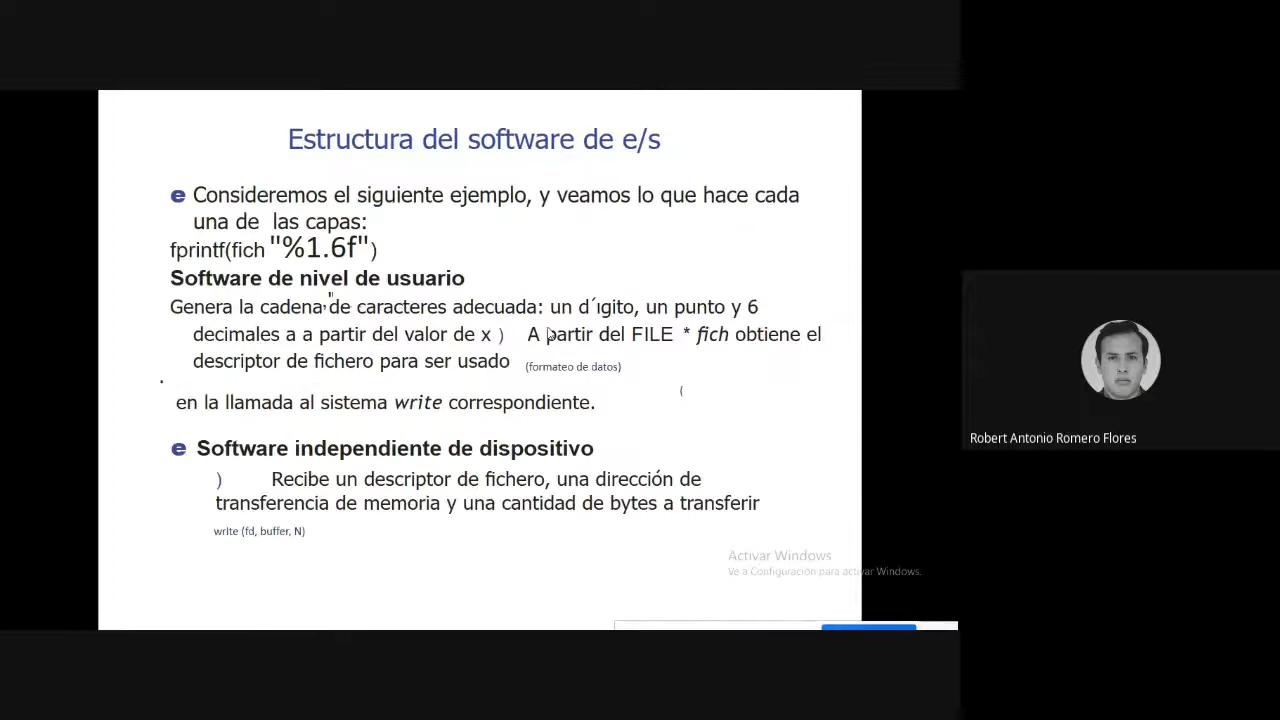 Estructura del software de e/s
e Consideremos el siguiente ejemplo, y veamos lo que hace cada
una de las capas:
fprintf(fich "%1.6f")
Software de nivel de usuario
Genera la cadena ," de caracteres adecuada: un d´ıgito, un punto y 6
decimales a a partir del valor de x ) A partir del FILE * fich obtiene el
descriptor de fichero para ser usado (formateo de datos)
. (
en la llamada al sistema write correspondiente.
e Software independiente de dispositivo
) Recibe un descriptor de fichero, una dirección de
transferencia de memoria y una cantidad de bytes a transferir
write (fd, buffer, N)
Activar Windows
Ve a Configuración para activar Windows.
Robert Antonio Romero Flores